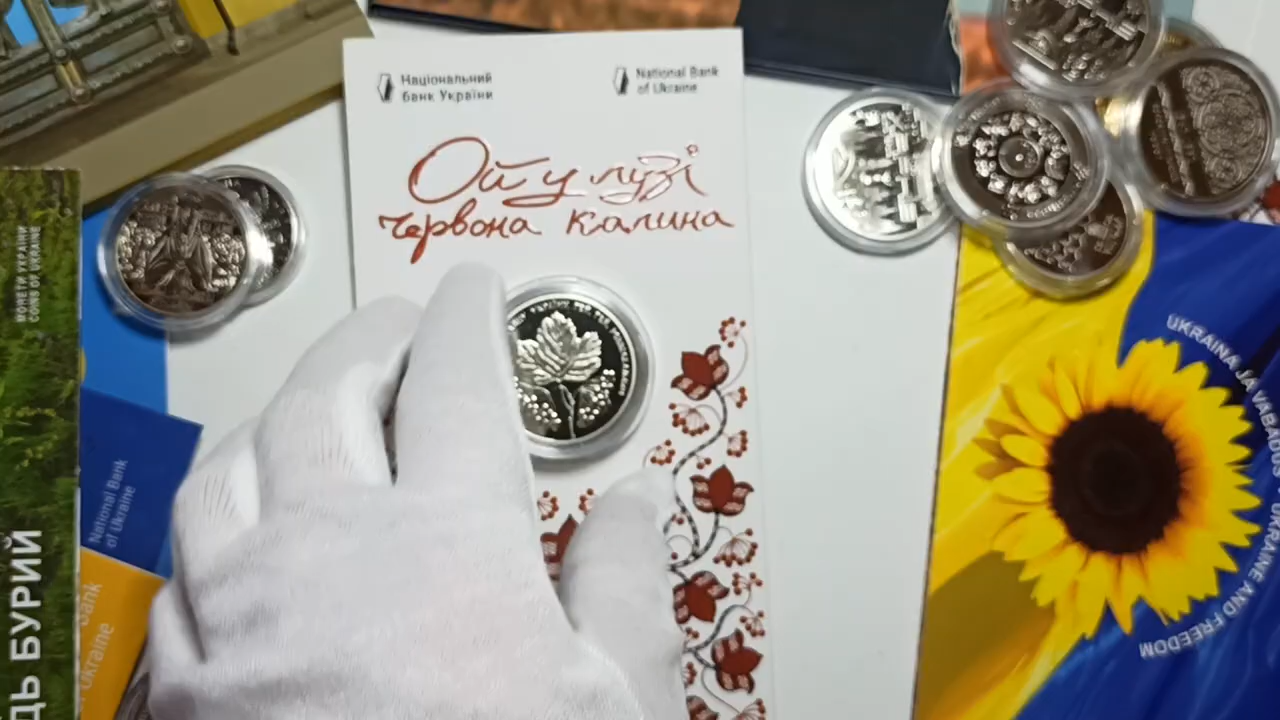 Національний
банк України
National Bank
of Ukraine
Ой у лузі
червона калина
МОНЕТИ УКРАЇНИ
COINS OF UKRAINE
ДЬ БУРИЙ
National Bank
of Ukraine
Bank
Ukraine
UKRAINA JA VABADUS · UKRAINE AND FREEDOM